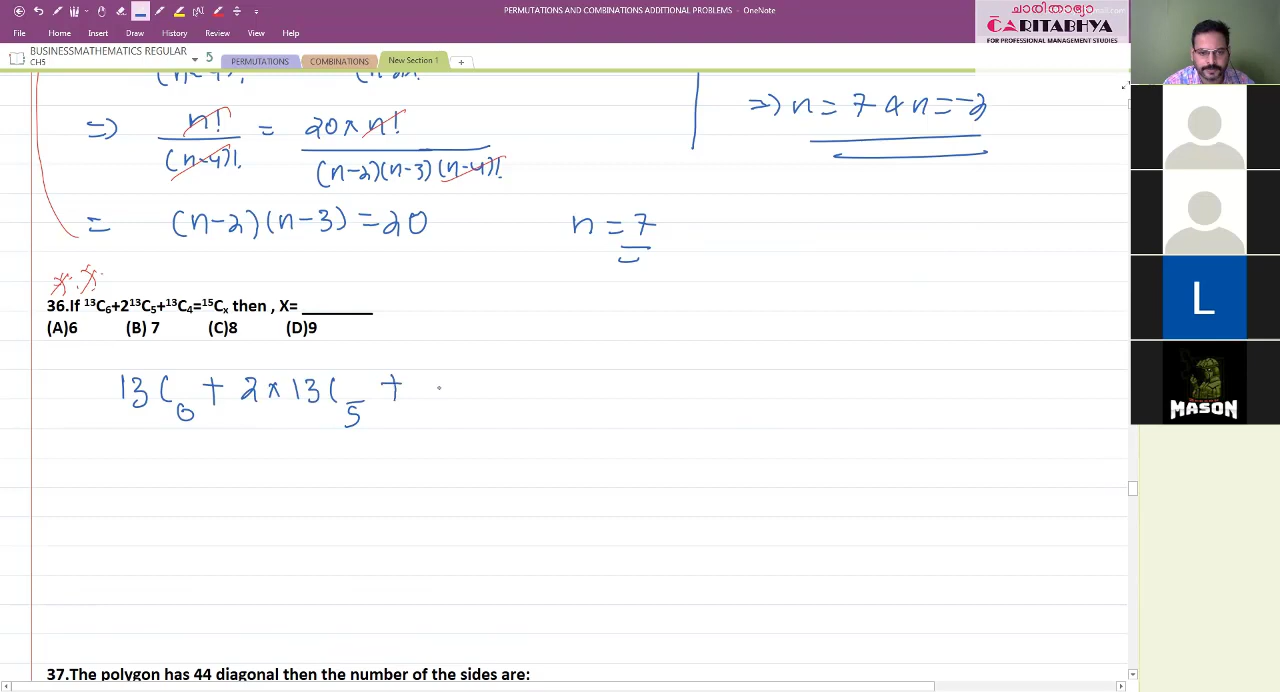 PERMUTATIONS AND COMBINATIONS ADDITIONAL PROBLEMS - OneNote
ചാരിതാഭ്യാ
CARITABHYA
FOR PROFESSIONAL MANAGEMENT STUDIES
File Home Insert Draw History Review View Help
BUSINESSMATHEMATICS REGULAR
CH5
PERMUTATIONS COMBINATIONS New Section 1
=> n = 7 & n = -2
=> n!/(n-4)! = 20 × n!/(n-2)(n-3)(n-4)!
= (n-2)(n-3) = 20 n = 7
36.If ¹³C₆+2¹³C₅+¹³C₄=¹⁵Cₓ then , X= ________
(A)6 (B) 7 (C)8 (D)9
13C₆ + 2 × 13C₅ +
37.The polygon has 44 diagonal then the number of the sides are:
L
MASON